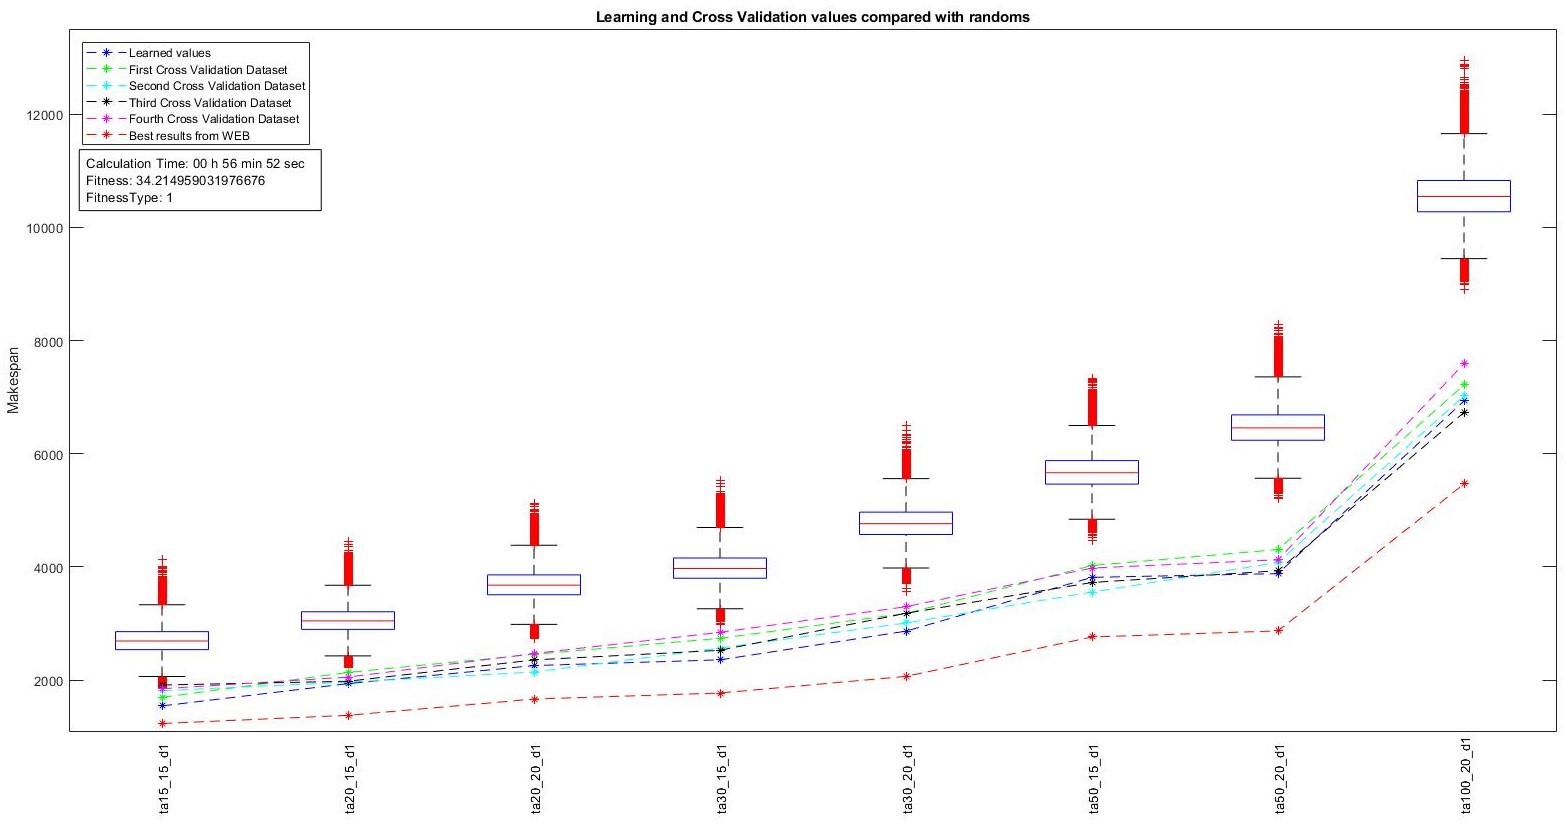 Learning and Cross Validation values compared with randoms
Learned values
First Cross Validation Dataset
Second Cross Validation Dataset
Third Cross Validation Dataset
Fourth Cross Validation Dataset
Best results from WEB
Calculation Time: 00 h 56 min 52 sec
Fitness: 34.214959031976676
FitnessType: 1
Makespan
12000
10000
8000
6000
4000
2000
ta15_15_d1
ta20_15_d1
ta20_20_d1
ta30_15_d1
ta30_20_d1
ta50_15_d1
ta50_20_d1
ta100_20_d1